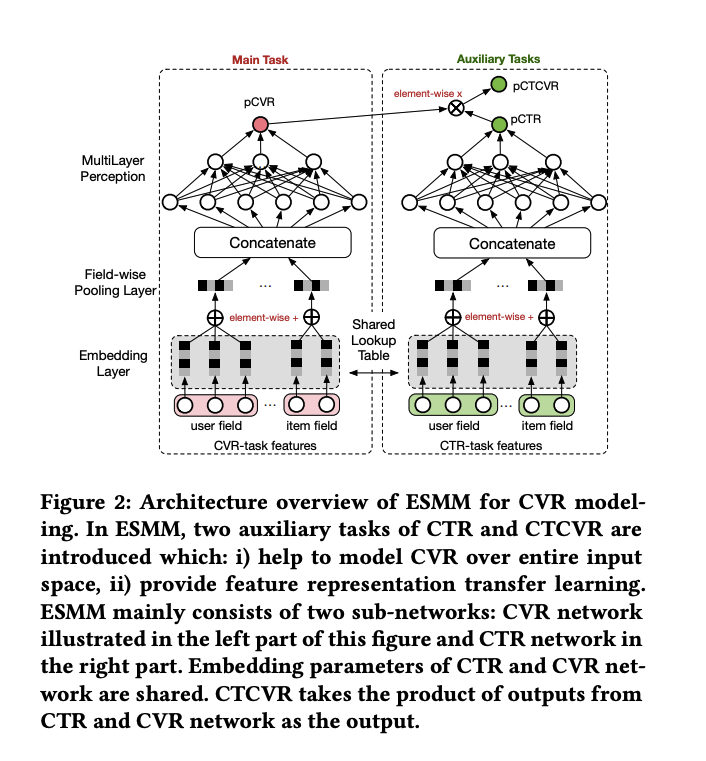 Main Task
Auxiliary Tasks
element-wise x
pCTCVR
pCVR
pCTR
MultiLayer
Perception
Concatenate
Concatenate
Field-wise
Pooling Layer
...
...
element-wise +
element-wise +
Shared
Lookup
Table
Embedding
Layer
...
...
user field
item field
user field
item field
CVR-task features
CTR-task features
Figure 2: Architecture overview of ESMM for CVR model-
ing. In ESMM, two auxiliary tasks of CTR and CTCVR are
introduced which: i) help to model CVR over entire input
space, ii) provide feature representation transfer learning.
ESMM mainly consists of two sub-networks: CVR network
illustrated in the left part of this figure and CTR network in
the right part. Embedding parameters of CTR and CVR net-
work are shared. CTCVR takes the product of outputs from
CTR and CVR network as the output.